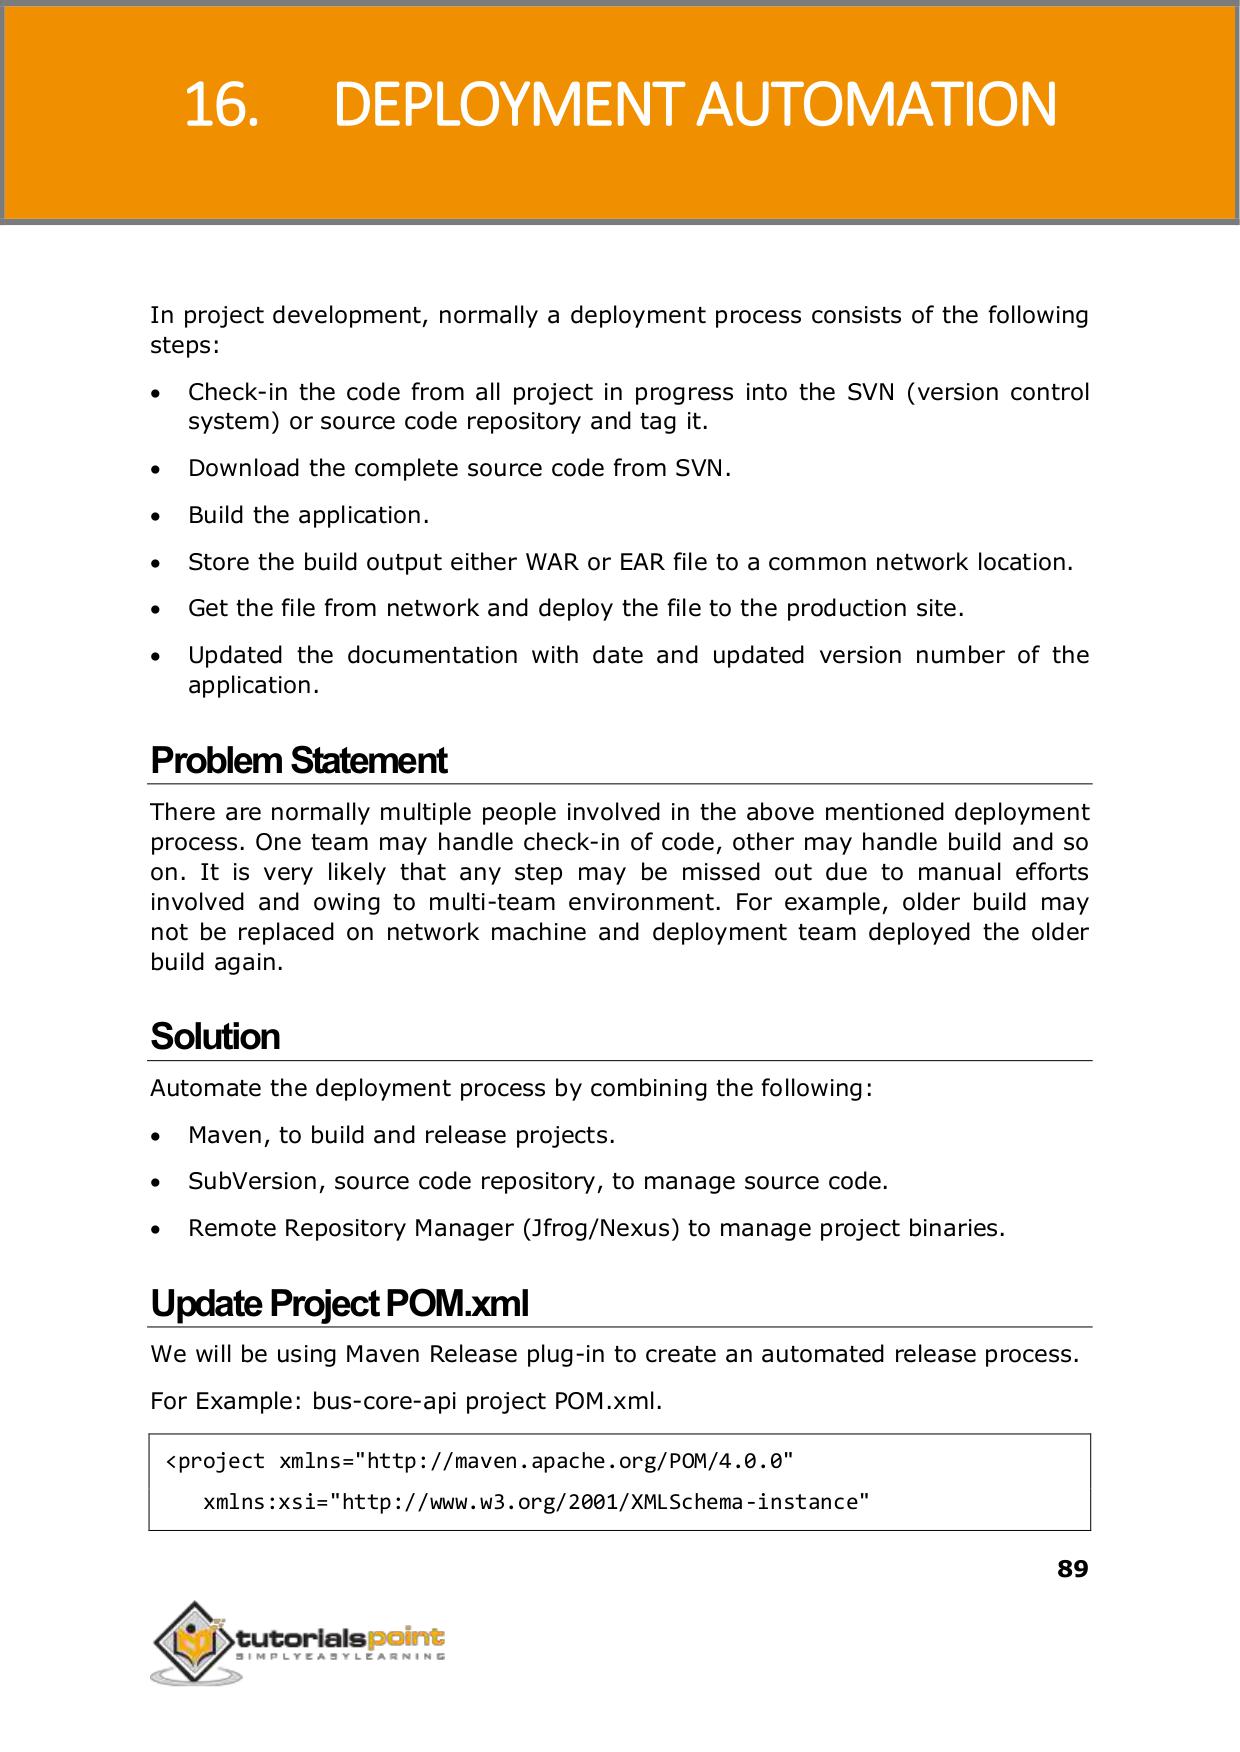 16. DEPLOYMENT AUTOMATION
In project development, normally a deployment process consists of the following
steps:
• Check-in the code from all project in progress into the SVN (version control
system) or source code repository and tag it.
• Download the complete source code from SVN.
• Build the application.
• Store the build output either WAR or EAR file to a common network location.
• Get the file from network and deploy the file to the production site.
• Updated the documentation with date and updated version number of the
application.
Problem Statement
There are normally multiple people involved in the above mentioned deployment
process. One team may handle check-in of code, other may handle build and so
on. It is very likely that any step may be missed out due to manual efforts
involved and owing to multi-team environment. For example, older build may
not be replaced on network machine and deployment team deployed the older
build again.
Solution
Automate the deployment process by combining the following:
• Maven, to build and release projects.
• SubVersion, source code repository, to manage source code.
• Remote Repository Manager (Jfrog/Nexus) to manage project binaries.
Update Project POM.xml
We will be using Maven Release plug-in to create an automated release process.
For Example: bus-core-api project POM.xml.
<project xmlns="http://maven.apache.org/POM/4.0.0"
xmlns:xsi="http://www.w3.org/2001/XMLSchema-instance"
89
tutorialspoint
SIMPLYEASYLEARNING